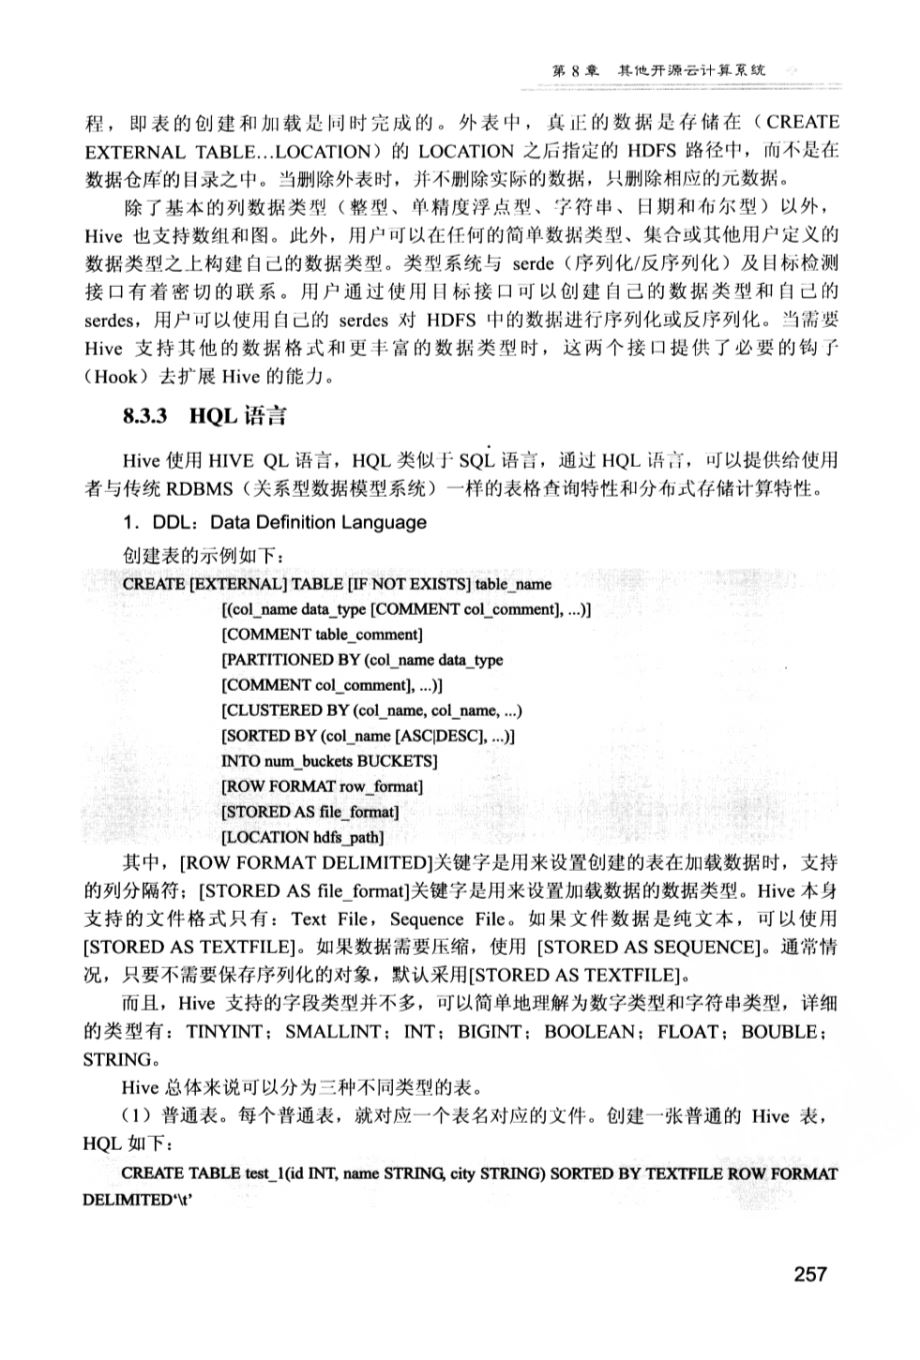 第 8 章 其他开源云计算系统
程，即表的创建和加载是同时完成的。外表中，真正的数据是存储在（CREATE
EXTERNAL TABLE…LOCATION）的 LOCATION 之后指定的 HDFS 路径中，而不是在
数据仓库的目录之中。当删除外表时，并不删除实际的数据，只删除相应的元数据。
除了基本的列数据类型（整型、单精度浮点型、字符串、日期和布尔型）以外，
Hive 也支持数组和图。此外，用户可以在任何的简单数据类型、集合或其他用户定义的
数据类型之上构建自己的数据类型。类型系统与 serde（序列化/反序列化）及目标检测
接口有着密切的联系。用户通过使用目标接口可以创建自己的数据类型和自己的
serdes，用户可以使用自己的 serdes 对 HDFS 中的数据进行序列化或反序列化。当需要
Hive 支持其他的数据格式和更丰富的数据类型时，这两个接口提供了必要的钩子
（Hook）去扩展 Hive 的能力。
8.3.3 HQL 语言
Hive 使用 HIVE QL 语言，HQL 类似于 SQL 语言，通过 HQL 语言，可以提供给使用
者与传统 RDBMS（关系型数据模型系统）一样的表格查询特性和分布式存储计算特性。
1．DDL：Data Definition Language
创建表的示例如下：
CREATE [EXTERNAL] TABLE [IF NOT EXISTS] table_name
[(col_name data_type [COMMENT col_comment], ...)]
[COMMENT table_comment]
[PARTITIONED BY (col_name data_type
[COMMENT col_comment], ...)]
[CLUSTERED BY (col_name, col_name, ...)
[SORTED BY (col_name [ASC|DESC], ...)]
INTO num_buckets BUCKETS]
[ROW FORMAT row_format]
[STORED AS file_format]
[LOCATION hdfs_path]
其中，[ROW FORMAT DELIMITED]关键字是用来设置创建的表在加载数据时，支持
的列分隔符；[STORED AS file_format]关键字是用来设置加载数据的数据类型。Hive 本身
支持的文件格式只有：Text File，Sequence File。如果文件数据是纯文本，可以使用
[STORED AS TEXTFILE]。如果数据需要压缩，使用 [STORED AS SEQUENCE]。通常情
况，只要不需要保存序列化的对象，默认采用[STORED AS TEXTFILE]。
而且，Hive 支持的字段类型并不多，可以简单地理解为数字类型和字符串类型，详细
的类型有：TINYINT；SMALLINT；INT；BIGINT；BOOLEAN；FLOAT；BOUBLE；
STRING。
Hive 总体来说可以分为三种不同类型的表。
（1）普通表。每个普通表，就对应一个表名对应的文件。创建一张普通的 Hive 表，
HQL 如下：
CREATE TABLE test_1(id INT, name STRING, city STRING) SORTED BY TEXTFILE ROW FORMAT
DELIMITED‘\t’
257